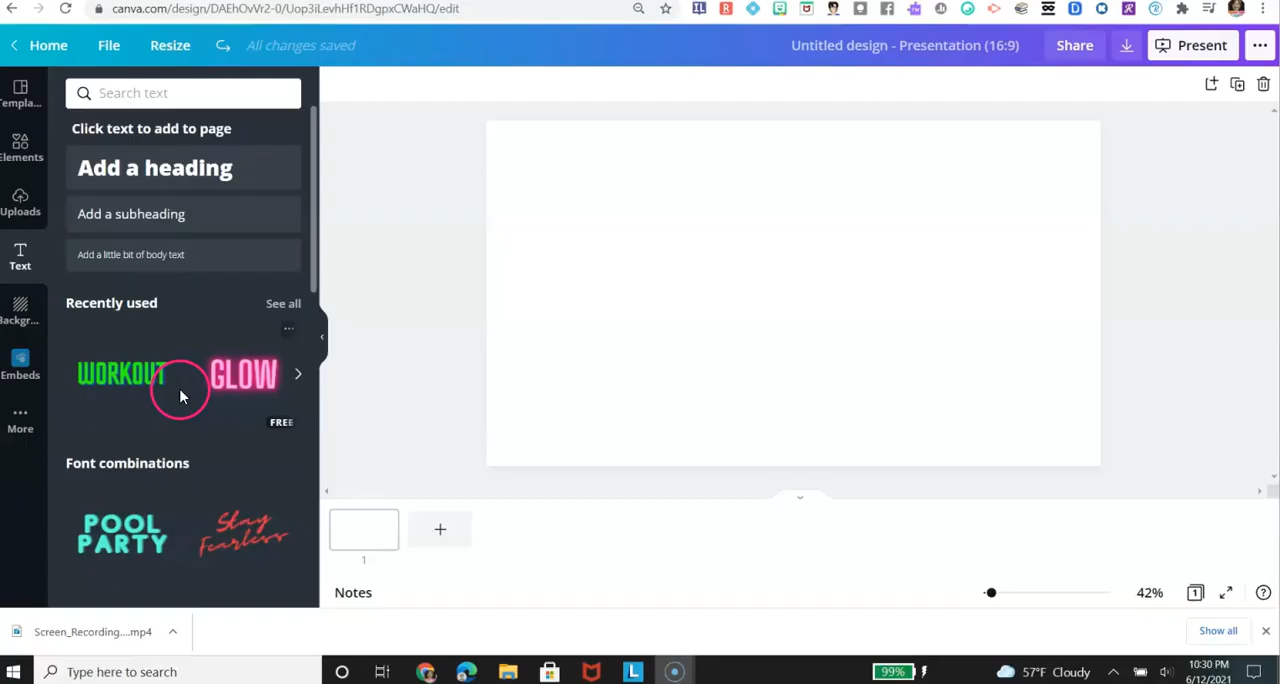 canva.com/design/DAEhOvVr2-0/Uop3iLevhHf1RDgpxCWaHQ/edit
Home File Resize All changes saved Untitled design - Presentation (16:9) Share Present
Templa...
Elements
Uploads
Text
Backgr...
Embeds
More
Search text
Click text to add to page
Add a heading
Add a subheading
Add a little bit of body text
Recently used See all
WORKOUT GLOW
FREE
Font combinations
POOL PARTY
Stay Fearless
1
Notes 42% 1
Screen_Recording....mp4 Show all
Type here to search 99% 57°F Cloudy 10:30 PM
6/12/2021